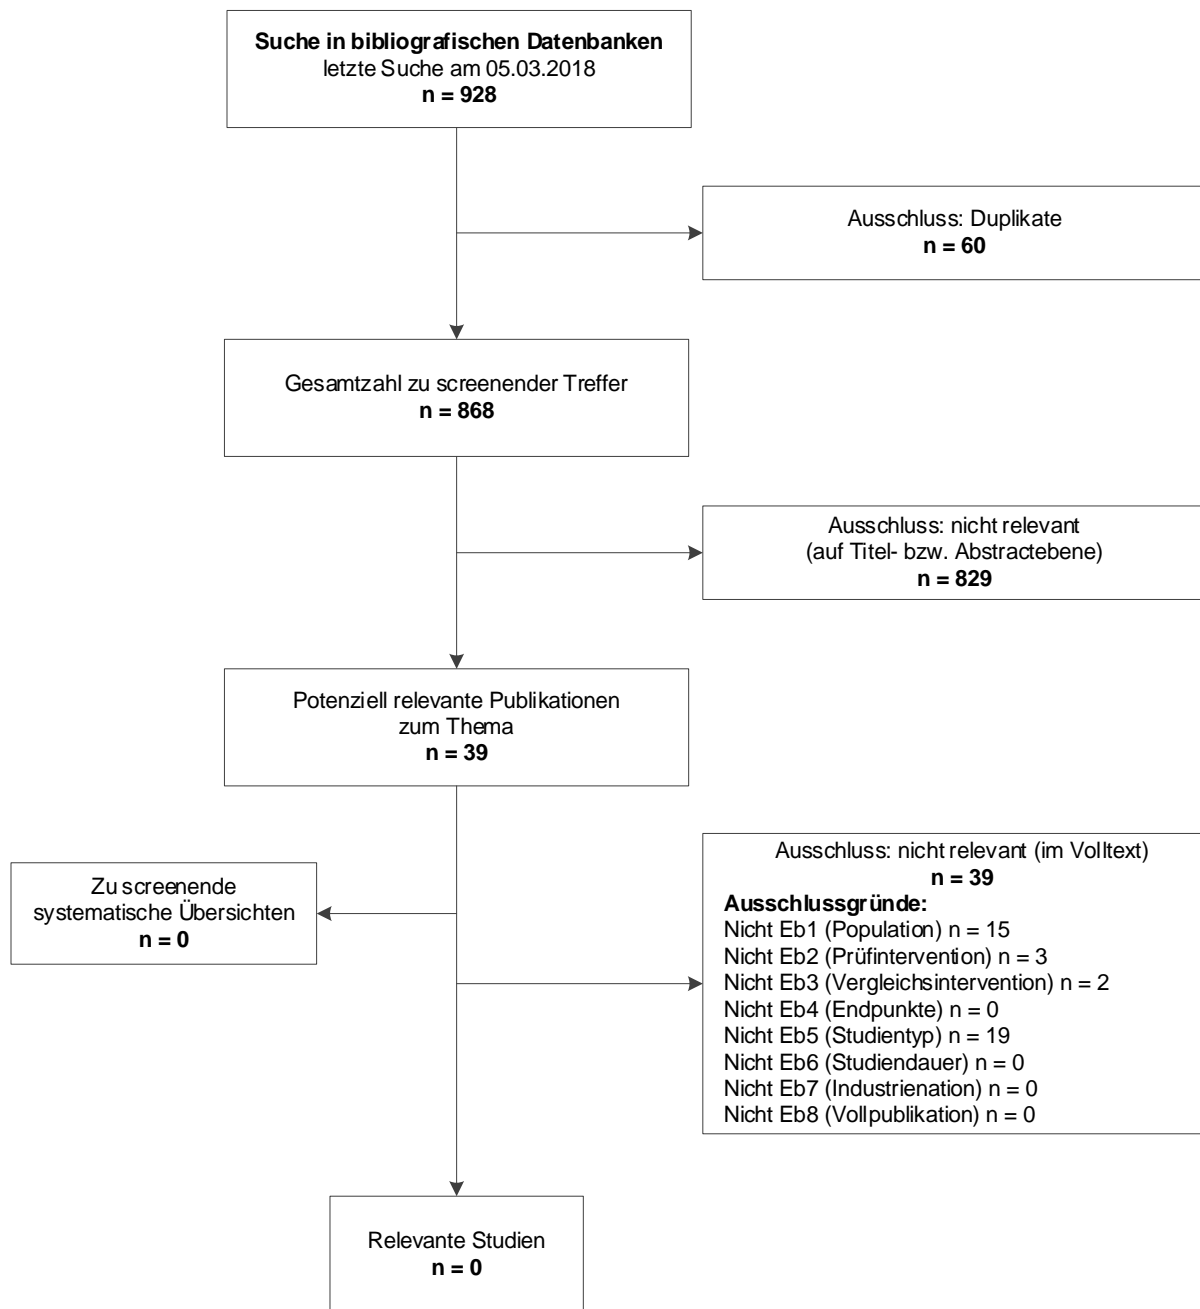 Suche in bibliografischen Datenbanken
letzte Suche am 05.03.2018
n = 928
Ausschluss: Duplikate
n = 60
Gesamtzahl zu screenender Treffer
n = 868
Ausschluss: nicht relevant
(auf Titel- bzw. Abstractebene)
n = 829
Potenziell relevante Publikationen
zum Thema
n = 39
Zu screenende
systematische Übersichten
n = 0
Ausschluss: nicht relevant (im Volltext)
n = 39
Ausschlussgründe:
Nicht Eb1 (Population) n = 15
Nicht Eb2 (Prüfintervention) n = 3
Nicht Eb3 (Vergleichsintervention) n = 2
Nicht Eb4 (Endpunkte) n = 0
Nicht Eb5 (Studientyp) n = 19
Nicht Eb6 (Studiendauer) n = 0
Nicht Eb7 (Industrienation) n = 0
Nicht Eb8 (Vollpublikation) n = 0
Relevante Studien
n = 0